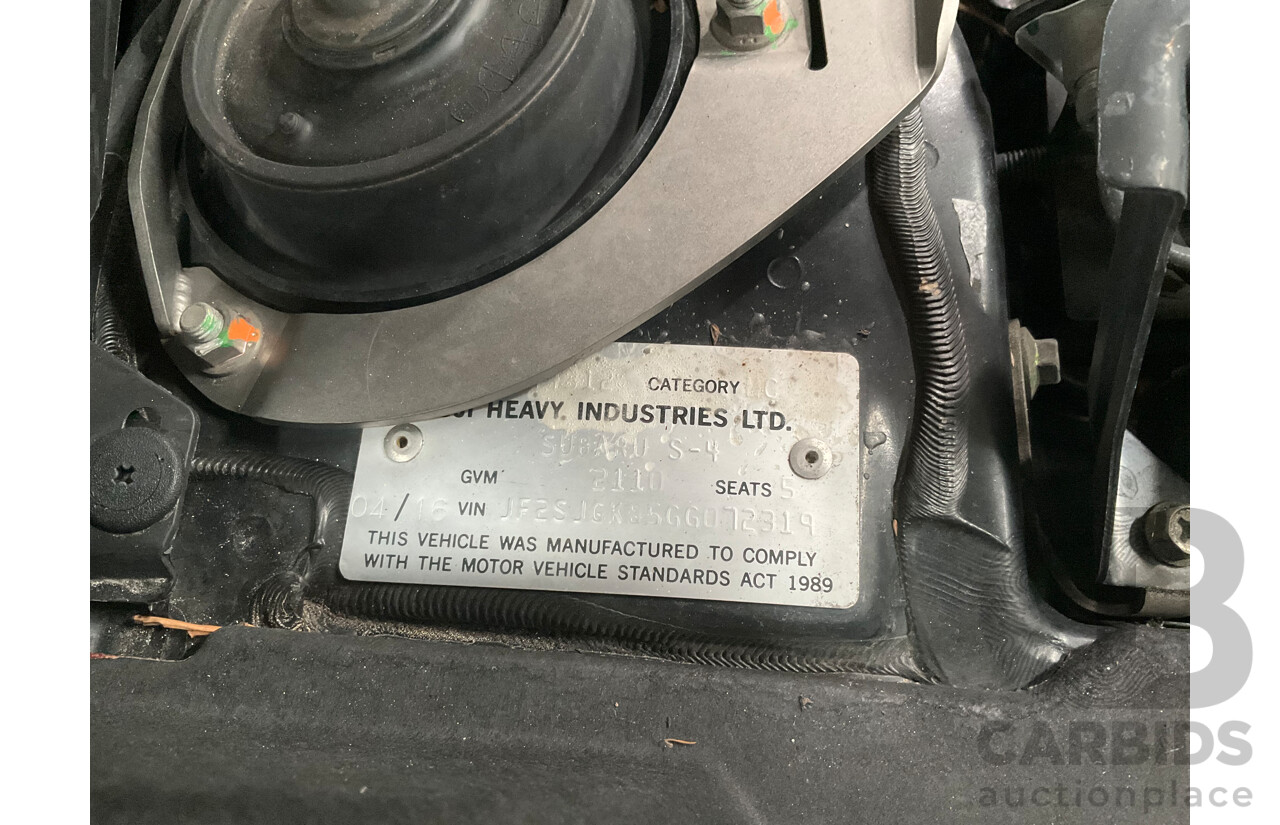 CATEGORY
HEAVY INDUSTRIES LTD.
SUBARU S-4
GVM 2110 SEATS 5
04/16 VIN
THIS VEHICLE WAS MANUFACTURED TO COMPLY
WITH THE MOTOR VEHICLE STANDARDS ACT 1989
CARBIDS
auctionplace